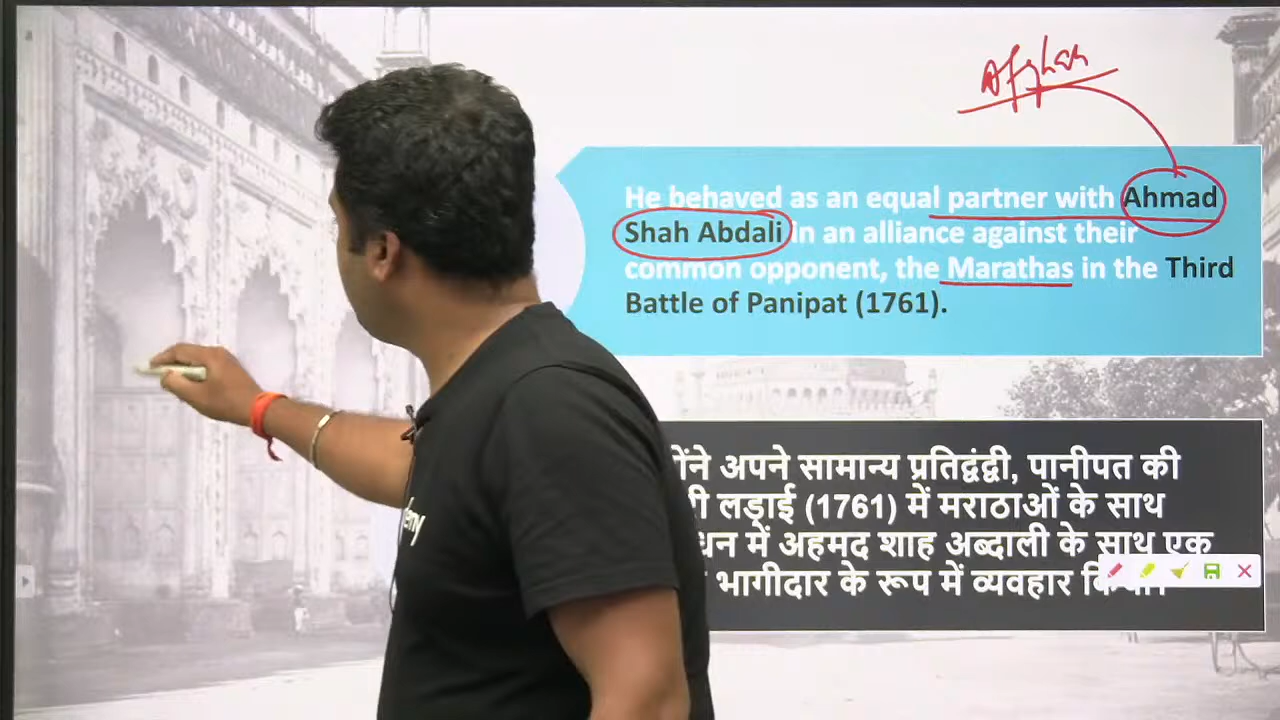 Afghan
He behaved as an equal partner with Ahmad
Shah Abdali in an alliance against their
common opponent, the Marathas in the Third
Battle of Panipat (1761).
अपने सामान्य प्रतिद्वंद्वी, पानीपत की
लड़ाई (1761) में मराठाओं के साथ
में अहमद शाह अब्दाली के साथ एक
भागीदार के रूप में व्यवहार